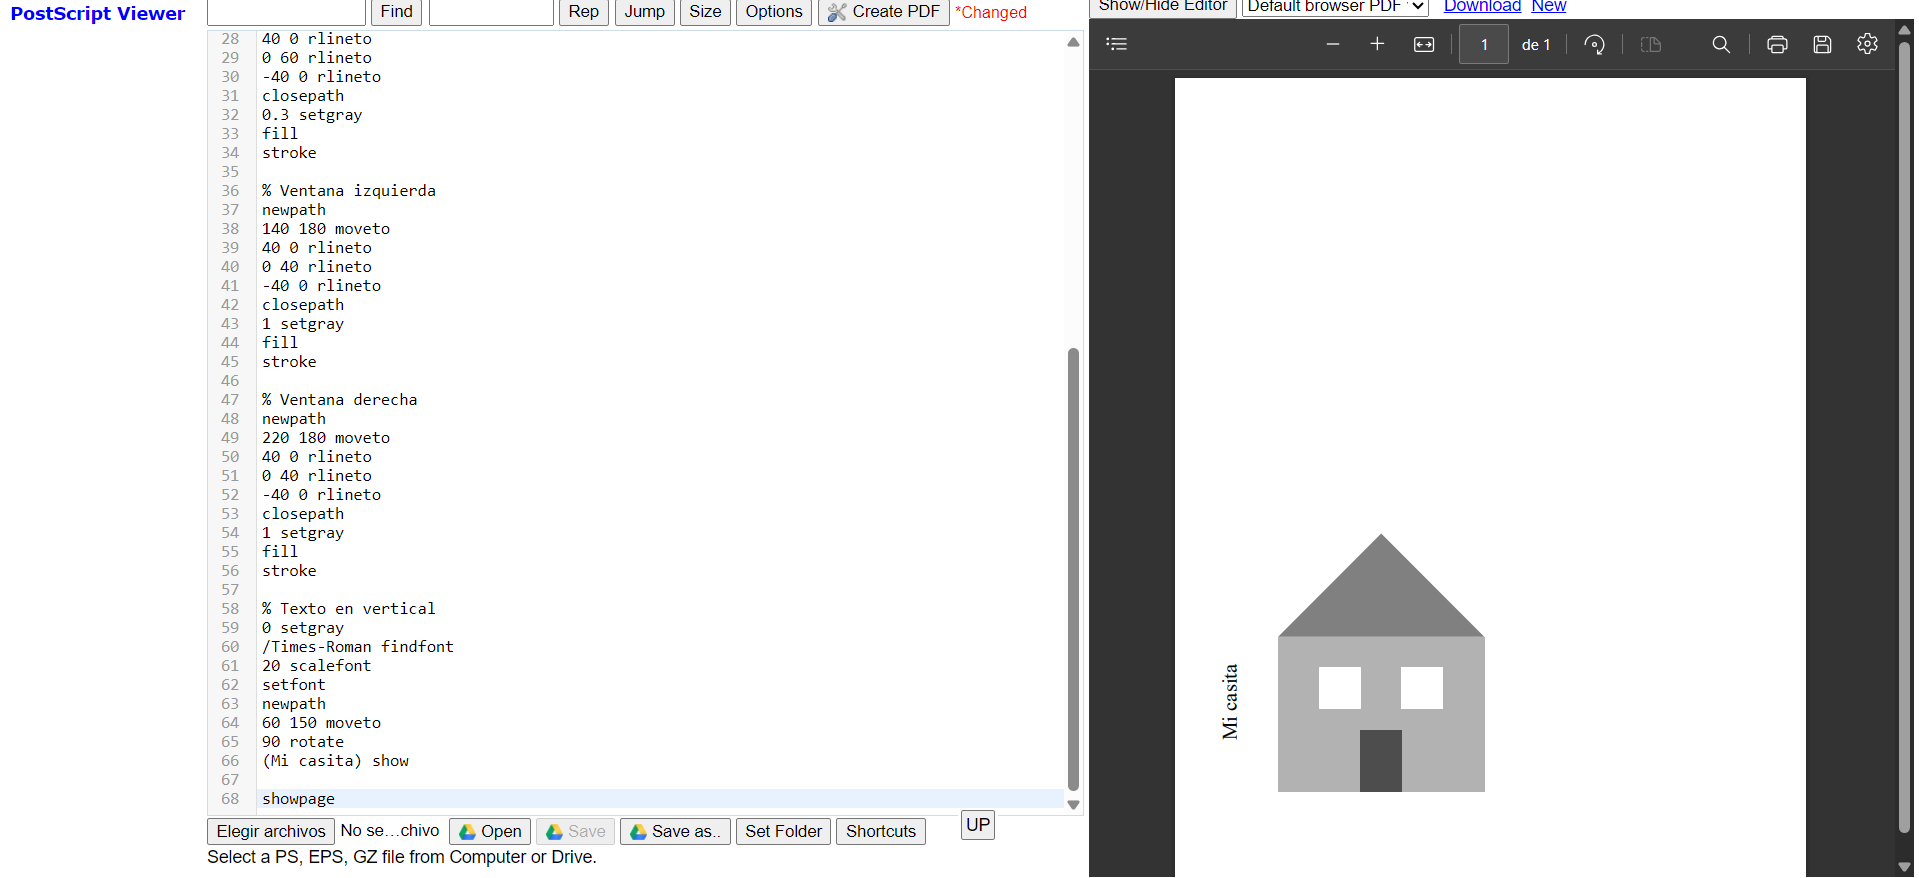 PostScript Viewer
Find Rep Jump Size Options Create PDF *Changed
Show/Hide Editor Default browser PDF Download New
1 de 1
28 40 0 rlineto
29 0 60 rlineto
30 -40 0 rlineto
31 closepath
32 0.3 setgray
33 fill
34 stroke
35
36 % Ventana izquierda
37 newpath
38 140 180 moveto
39 40 0 rlineto
40 0 40 rlineto
41 -40 0 rlineto
42 closepath
43 1 setgray
44 fill
45 stroke
46
47 % Ventana derecha
48 newpath
49 220 180 moveto
50 40 0 rlineto
51 0 40 rlineto
52 -40 0 rlineto
53 closepath
54 1 setgray
55 fill
56 stroke
57
58 % Texto en vertical
59 0 setgray
60 /Times-Roman findfont
61 20 scalefont
62 setfont
63 newpath
64 60 150 moveto
65 90 rotate
66 (Mi casita) show
67
68 showpage
Mi casita
Elegir archivos No se...chivo Open Save Save as.. Set Folder Shortcuts UP
Select a PS, EPS, GZ file from Computer or Drive.